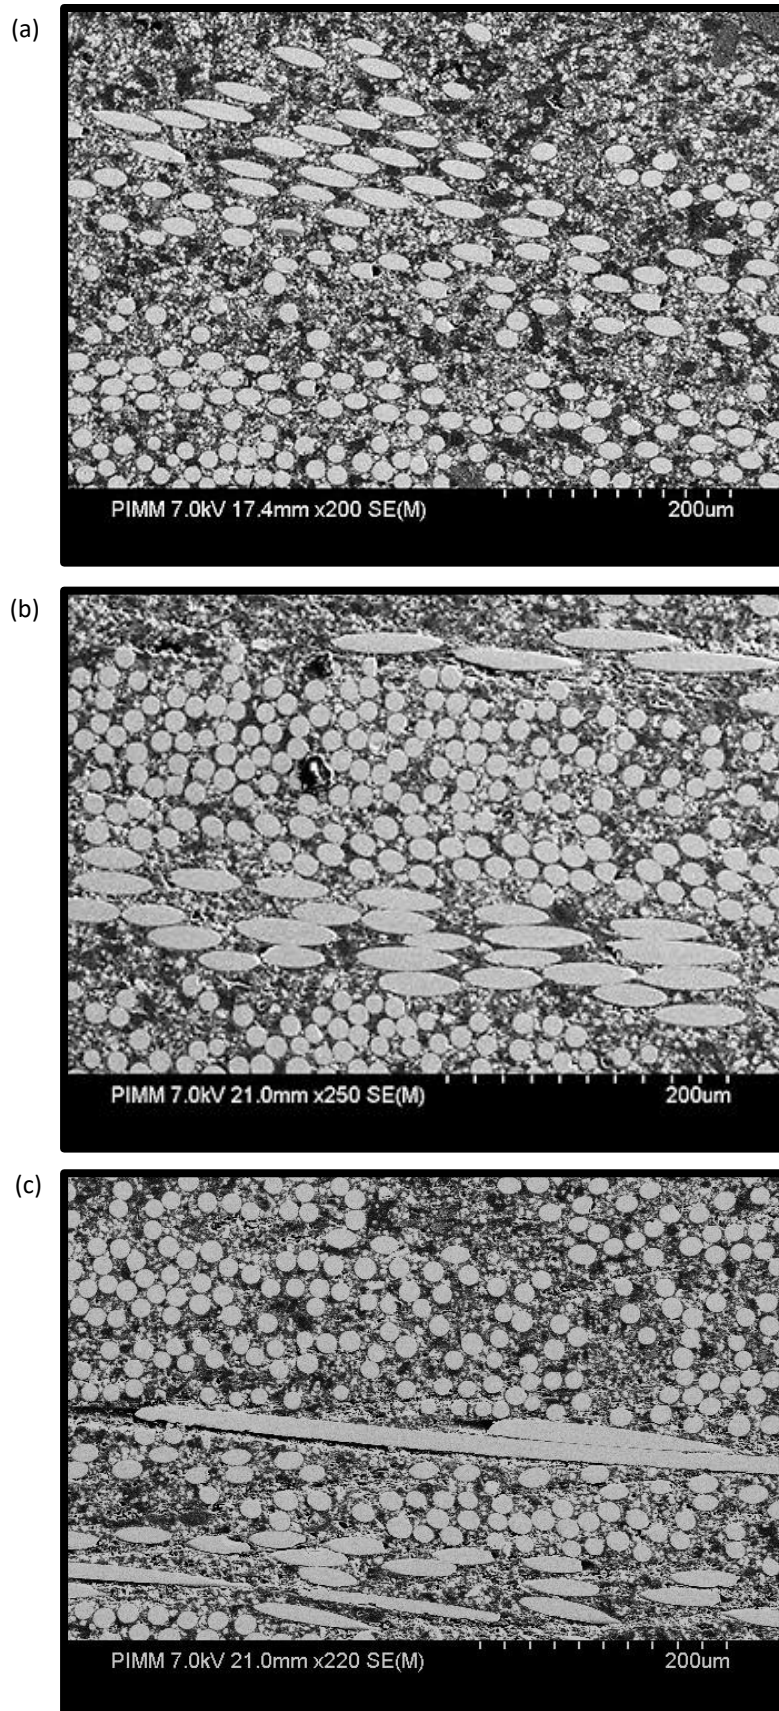 (a)
PIMM 7.0kV 17.4mm x200 SE(M) 200um
(b)
PIMM 7.0kV 21.0mm x250 SE(M) 200um
(c)
PIMM 7.0kV 21.0mm x220 SE(M) 200um